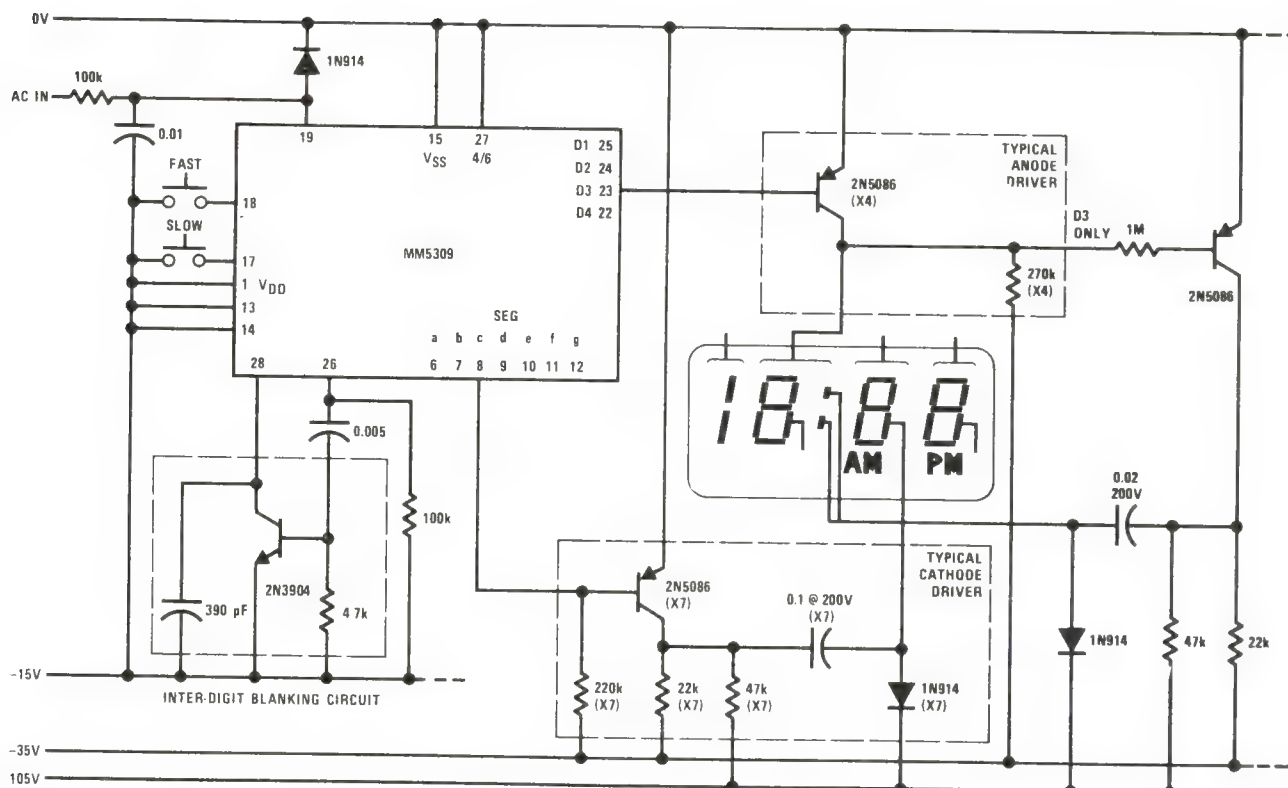 0V
1N914
100k
AC IN
0.01
19
15
VSS
27
4/6
D1 25
D2 24
D3 23
D4 22
TYPICAL
ANODE
DRIVER
2N5086
(X4)
D3
ONLY
1M
270k
(X4)
2N5086
FAST
18
SLOW
17
1 VDD
13
14
MM5309
SEG
a b c d e f g
6 7 8 9 10 11 12
28
26
0.005
100k
18:88
AM PM
0.02
200V
2N3904
390 pF
4.7k
TYPICAL
CATHODE
DRIVER
2N5086
(X7)
0.1 @ 200V
(X7)
1N914
47k
22k
-15V
INTER-DIGIT BLANKING CIRCUIT
220k
(X7)
22k
(X7)
47k
(X7)
1N914
(X7)
-35V
105V